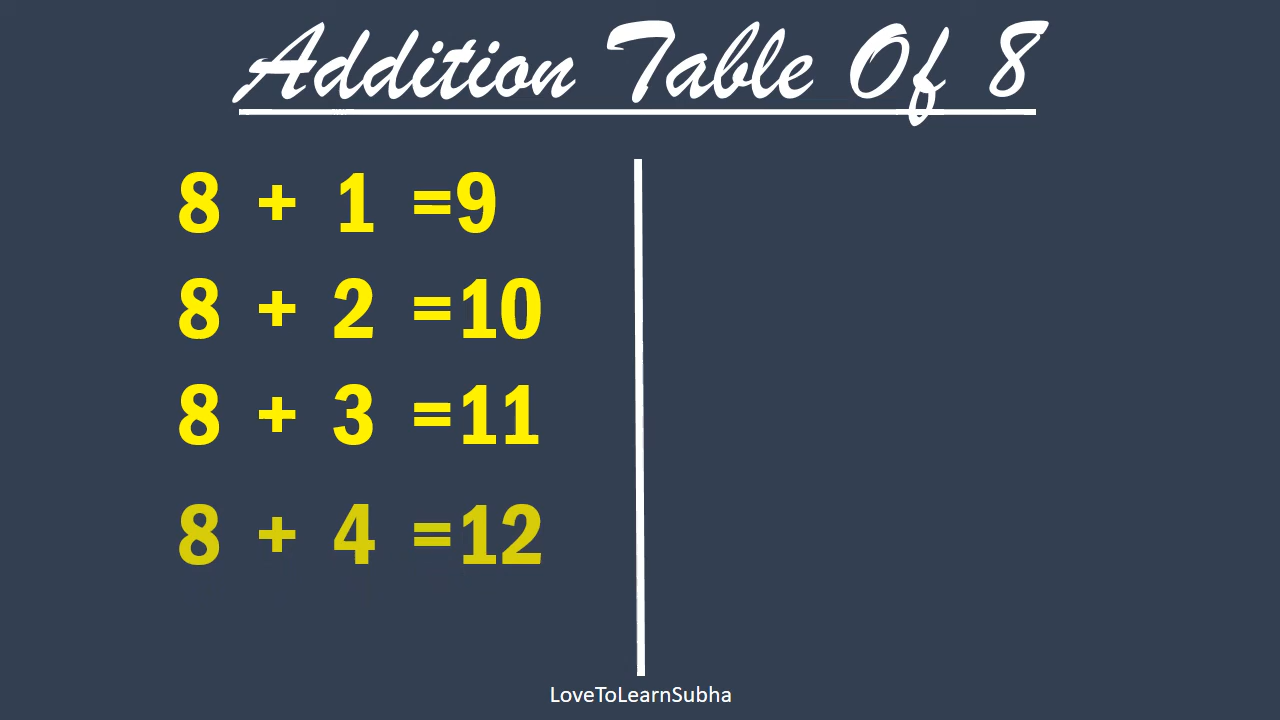 Addition Table Of 8
8 + 1 =9
8 + 2 =10
8 + 3 =11
8 + 4 =12
LoveToLearnSubha